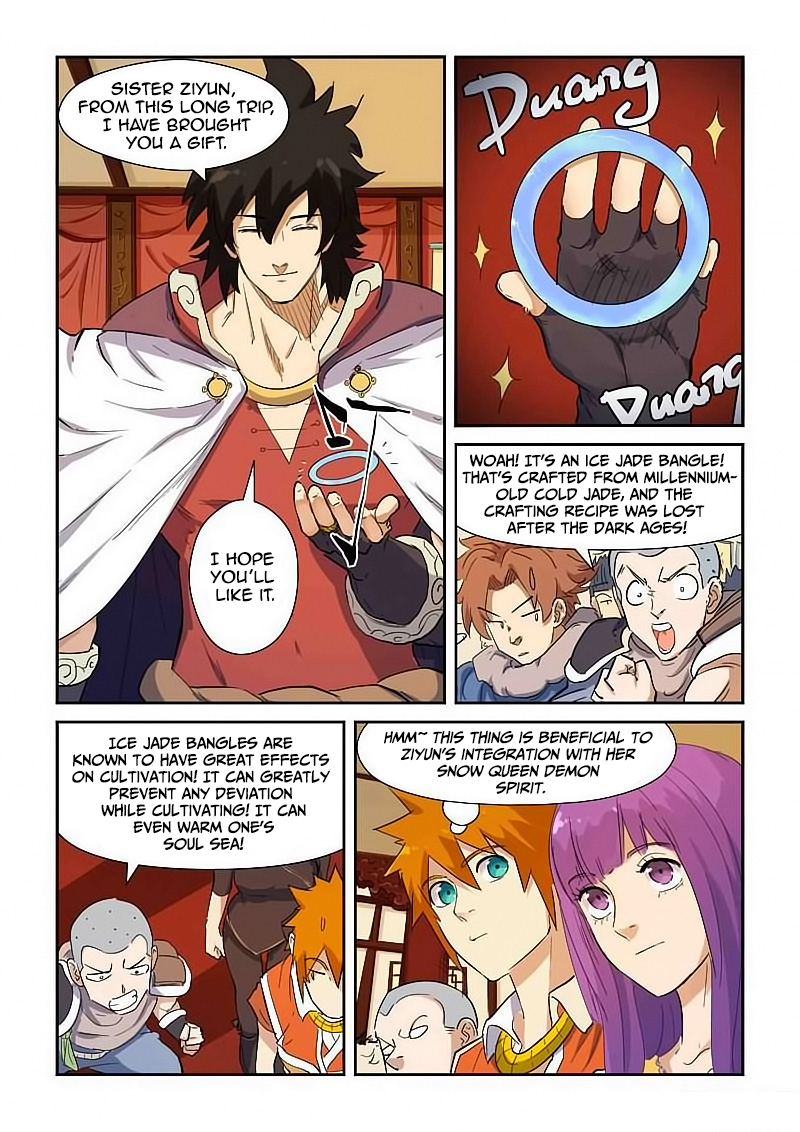 SISTER ZIYUN,
FROM THIS LONG TRIP,
I HAVE BROUGHT
YOU A GIFT.
I HOPE
YOU'LL
LIKE IT.
Duang
Duang
WOAH! IT'S AN ICE JADE BANGLE!
THAT'S CRAFTED FROM MILLENNIUM-
OLD COLD JADE, AND THE
CRAFTING RECIPE WAS LOST
AFTER THE DARK AGES!
ICE JADE BANGLES ARE
KNOWN TO HAVE GREAT EFFECTS
ON CULTIVATION! IT CAN GREATLY
PREVENT ANY DEVIATION
WHILE CULTIVATING! IT CAN
EVEN WARM ONE'S
SOUL SEA!
HMM~ THIS THING IS BENEFICIAL TO
ZIYUN'S INTEGRATION WITH HER
SNOW QUEEN DEMON
SPIRIT.